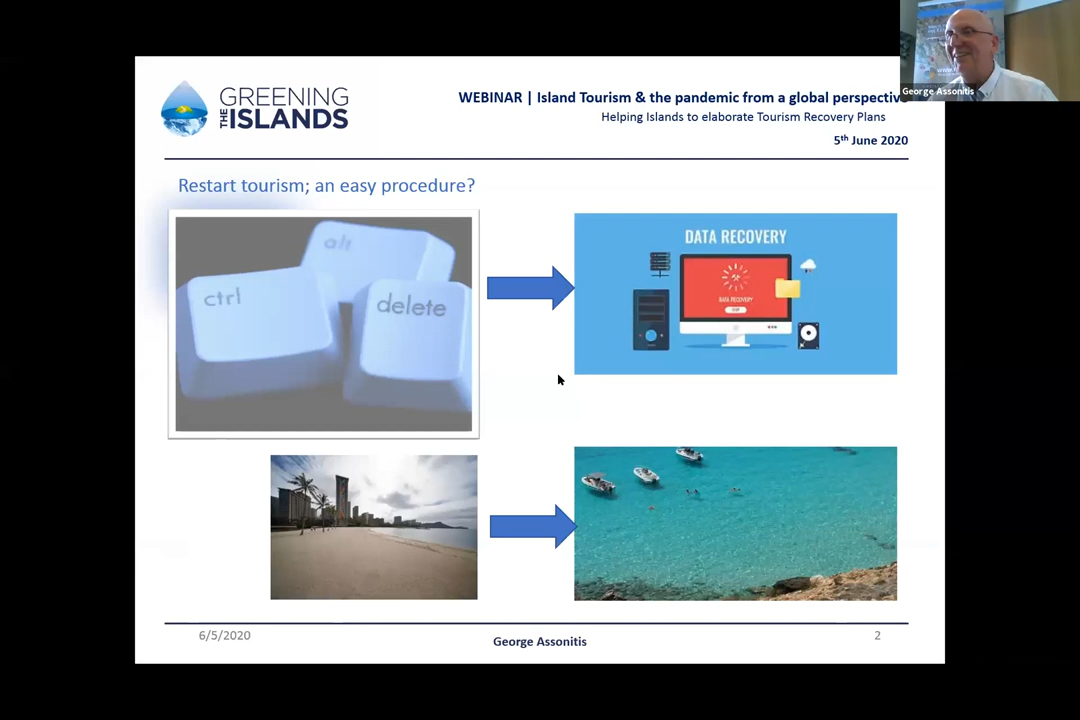 George Assonitis
GREENING
THE ISLANDS
WEBINAR | Island Tourism & the pandemic from a global perspectiv
Helping Islands to elaborate Tourism Recovery Plans
5th June 2020
Restart tourism; an easy procedure?
alt
ctrl
delete
DATA RECOVERY
DATA RECOVERY
6/5/2020
George Assonitis
2